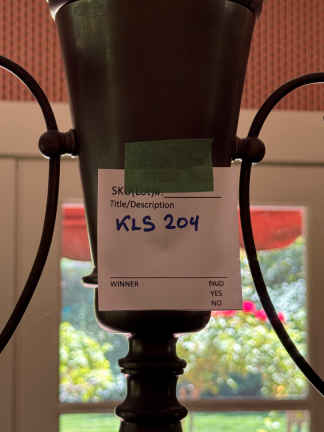 SKU(Lot)#:
Title/Description
KLS 204
WINNER PAID
YES
NO